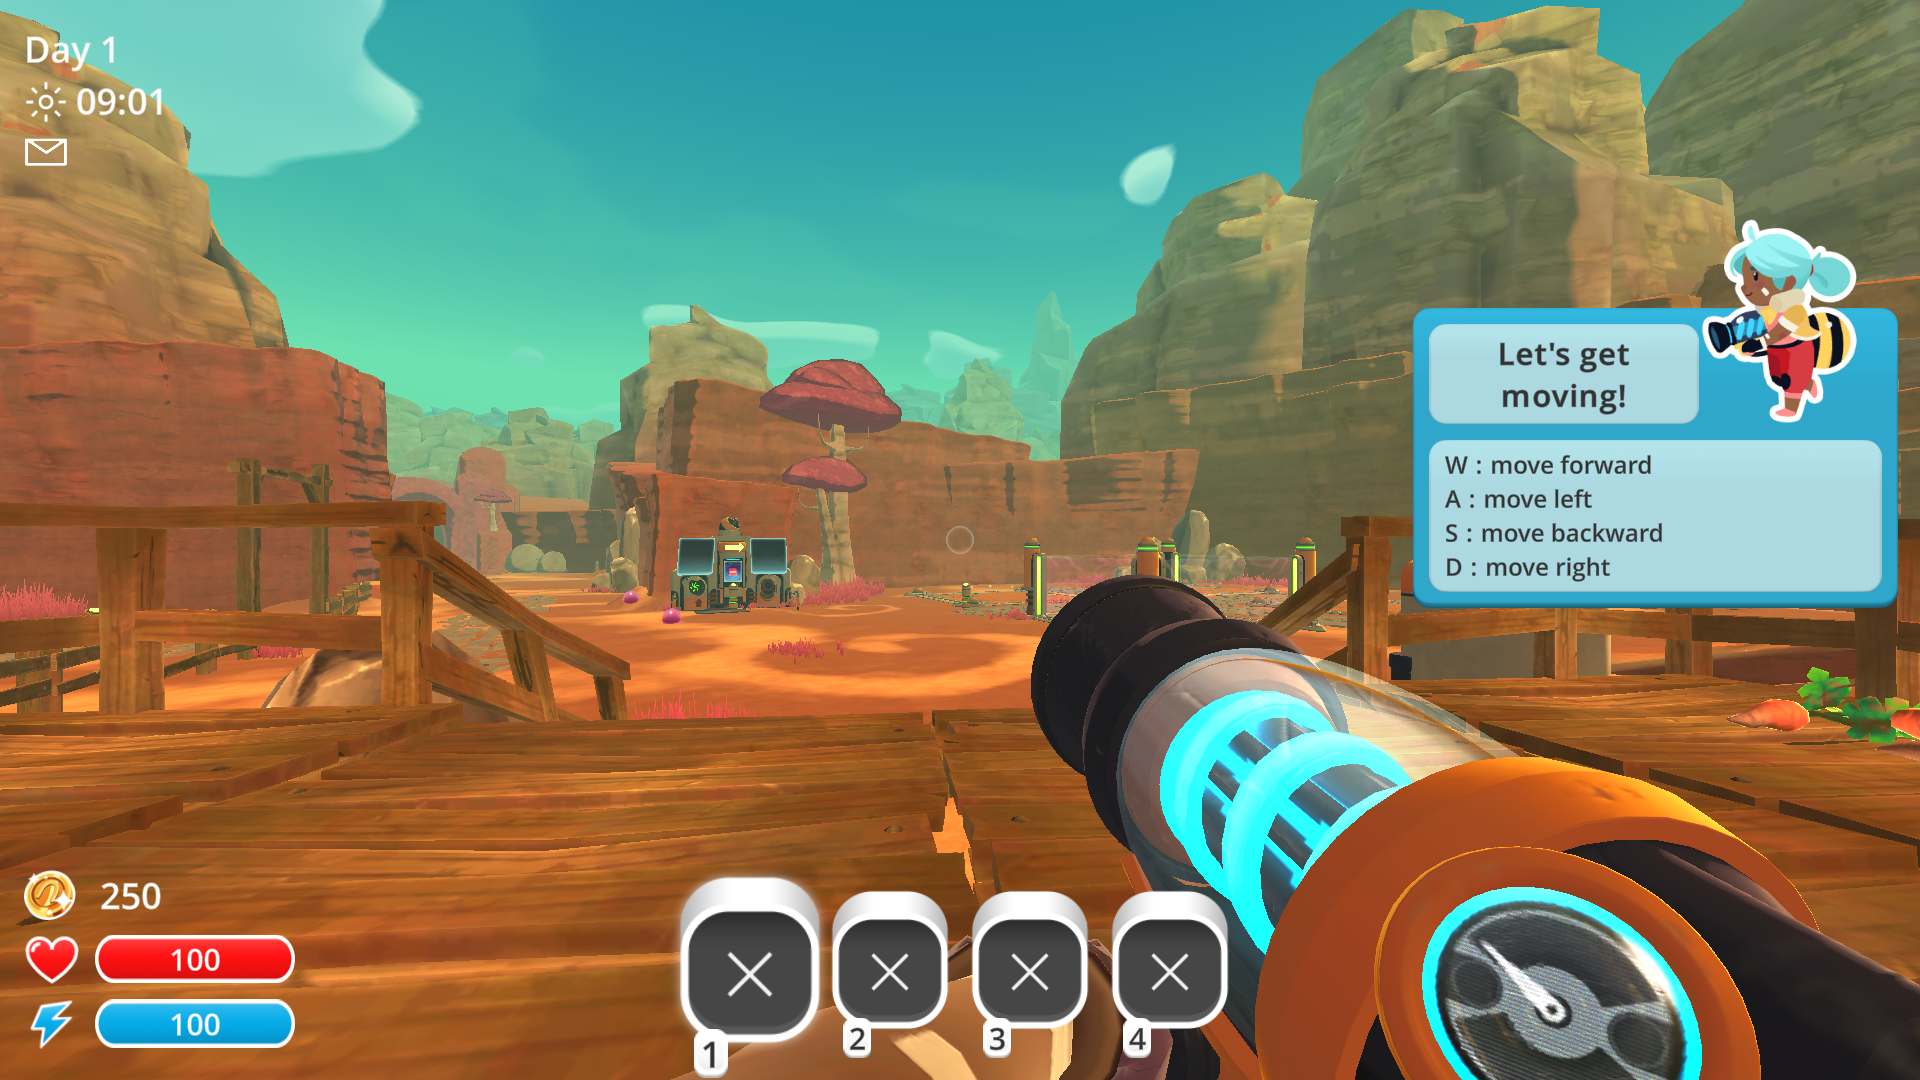 Day 1
09:01
Let's get
moving!
W : move forward
A : move left
S : move backward
D : move right
250
100
100
1
2
3
4